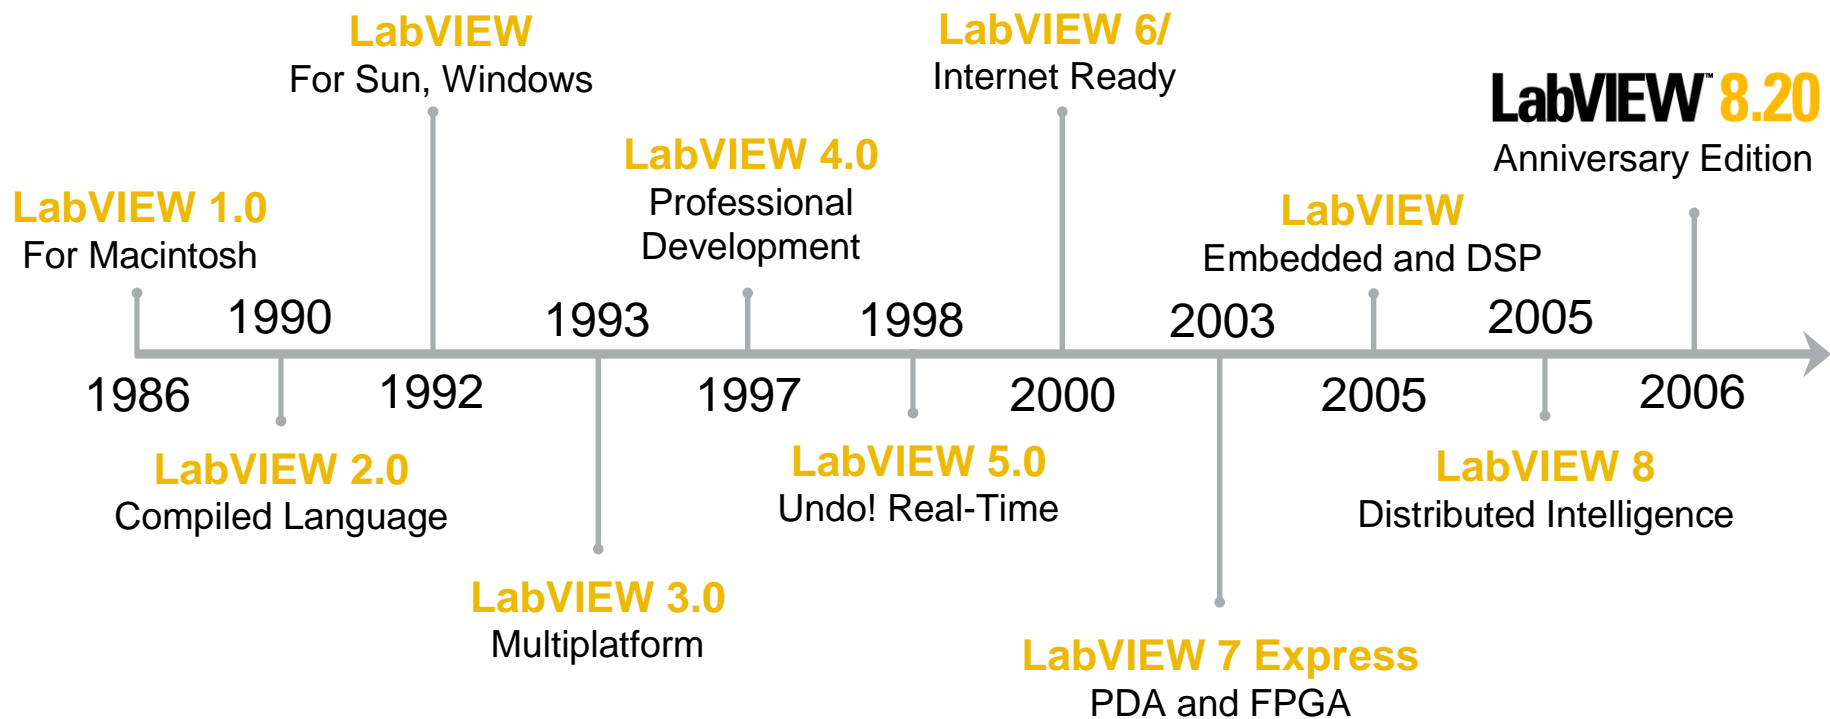 LabVIEW
For Sun, Windows
LabVIEW 6/
Internet Ready
LabVIEW™ 8.20
Anniversary Edition
LabVIEW 4.0
Professional
Development
LabVIEW 1.0
For Macintosh
LabVIEW
Embedded and DSP
1990
1993
1998
2003
2005
1986
1992
1997
2000
2005
2006
LabVIEW 2.0
Compiled Language
LabVIEW 5.0
Undo! Real-Time
LabVIEW 8
Distributed Intelligence
LabVIEW 3.0
Multiplatform
LabVIEW 7 Express
PDA and FPGA